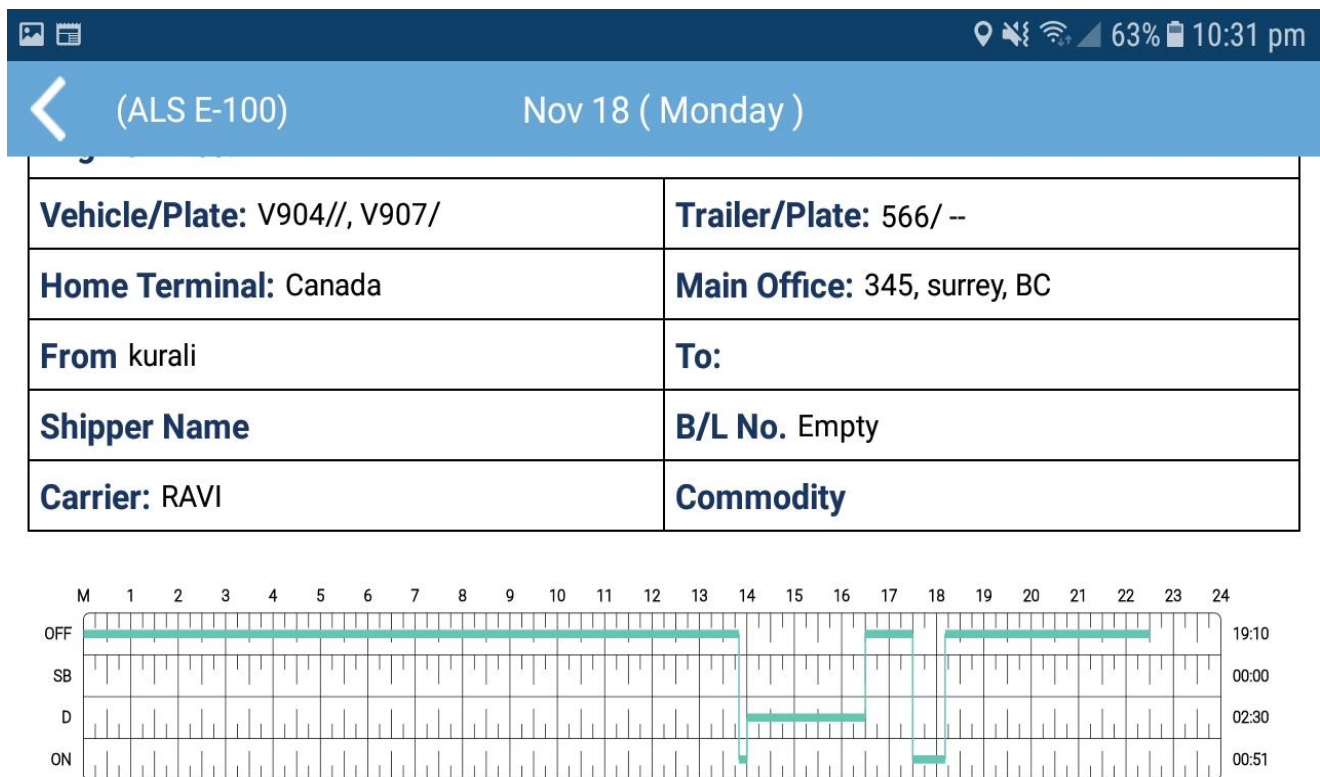 63% 10:31 pm
(ALS E-100) Nov 18 ( Monday )
Vehicle/Plate: V904//, V907/ Trailer/Plate: 566/ --
Home Terminal: Canada Main Office: 345, surrey, BC
From kurali To:
Shipper Name B/L No. Empty
Carrier: RAVI Commodity
M 1 2 3 4 5 6 7 8 9 10 11 12 13 14 15 16 17 18 19 20 21 22 23 24
OFF 19:10
SB 00:00
D 02:30
ON 00:51